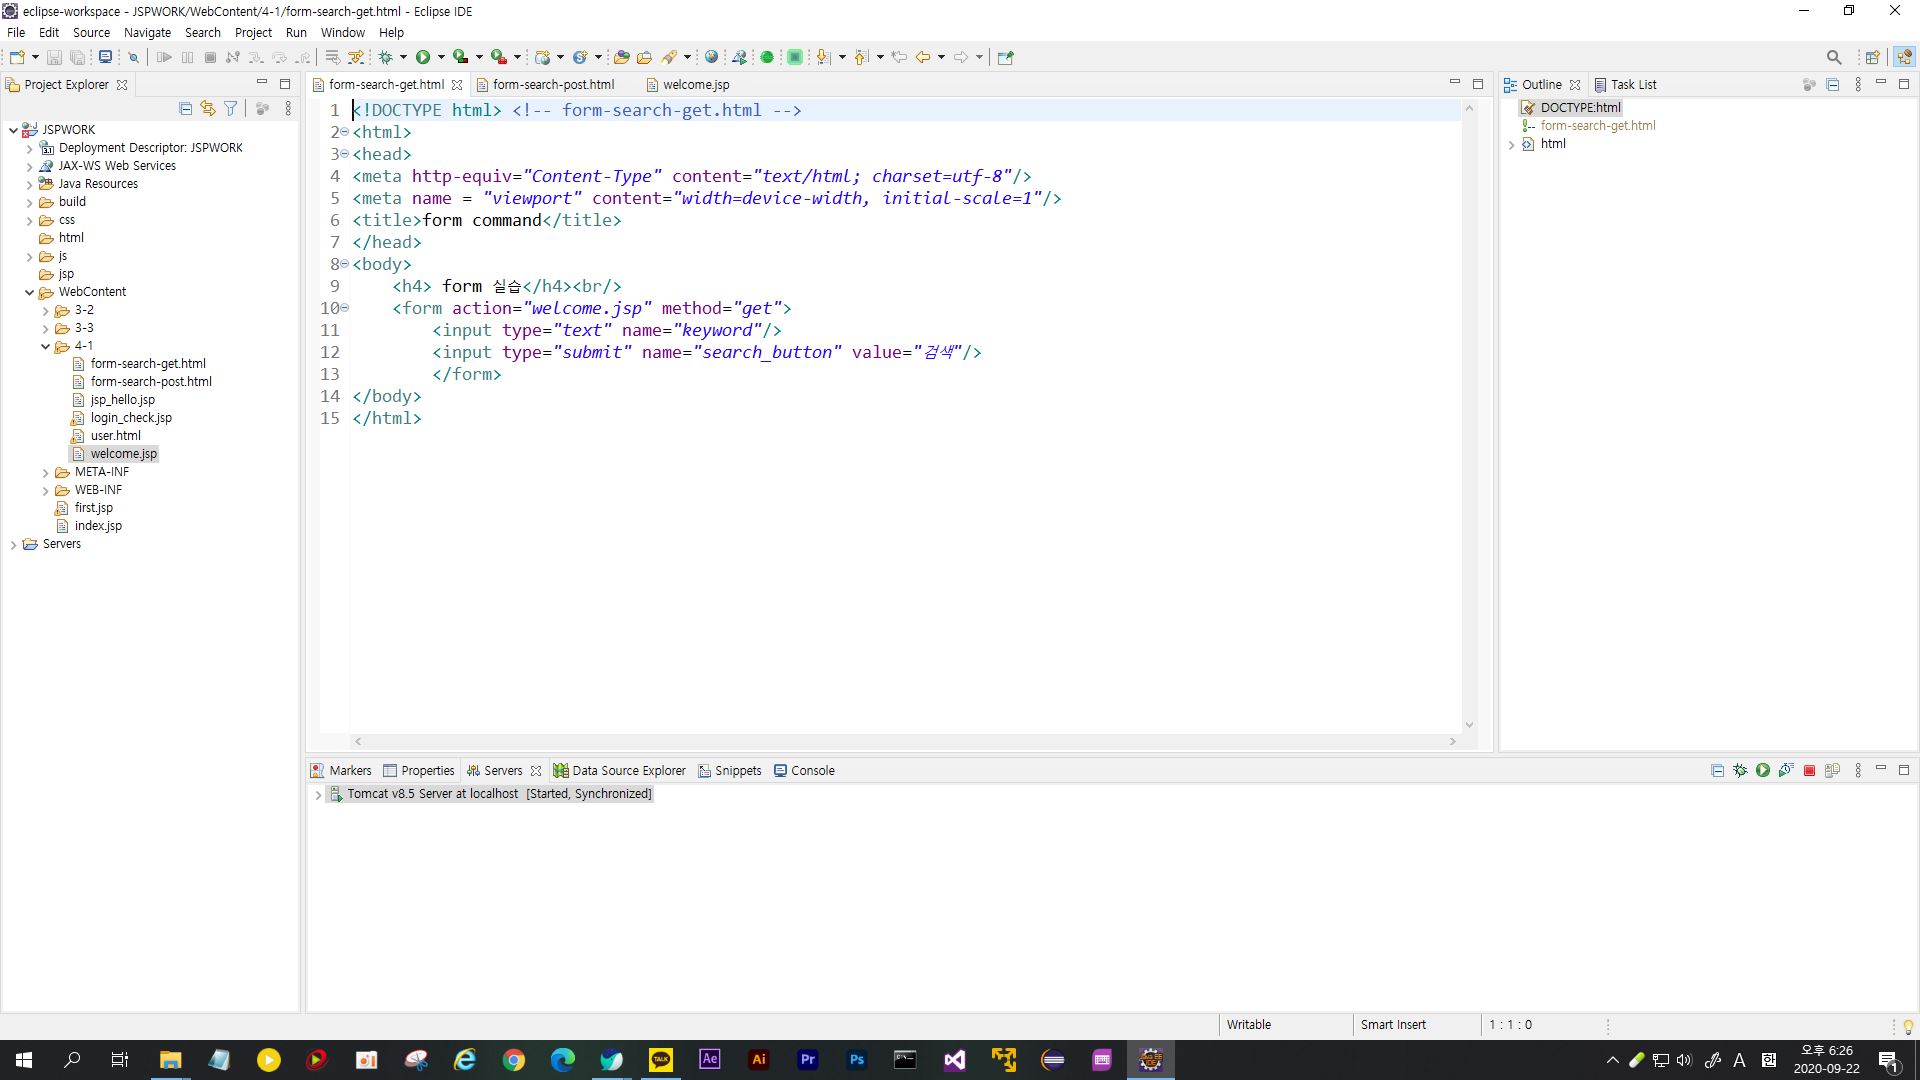 eclipse-workspace - JSPWORK/WebContent/4-1/form-search-get.html - Eclipse IDE
File Edit Source Navigate Search Project Run Window Help
Project Explorer
JSPWORK
Deployment Descriptor: JSPWORK
JAX-WS Web Services
Java Resources
build
css
html
js
jsp
WebContent
3-2
3-3
4-1
form-search-get.html
form-search-post.html
jsp_hello.jsp
login_check.jsp
user.html
welcome.jsp
META-INF
WEB-INF
first.jsp
index.jsp
Servers
form-search-get.html form-search-post.html welcome.jsp
1 <!DOCTYPE html> <!-- form-search-get.html -->
2 <html>
3 <head>
4 <meta http-equiv="Content-Type" content="text/html; charset=utf-8"/>
5 <meta name = "viewport" content="width=device-width, initial-scale=1"/>
6 <title>form command</title>
7 </head>
8 <body>
9 <h4> form 실습</h4><br/>
10 <form action="welcome.jsp" method="get">
11 <input type="text" name="keyword"/>
12 <input type="submit" name="search_button" value="검색"/>
13 </form>
14 </body>
15 </html>
Outline Task List
DOCTYPE:html
form-search-get.html
html
Markers Properties Servers Data Source Explorer Snippets Console
Tomcat v8.5 Server at localhost [Started, Synchronized]
Writable Smart Insert 1 : 1 : 0
TALK Ae Ai Pr Ps A 한
오후 6:26
2020-09-22
1